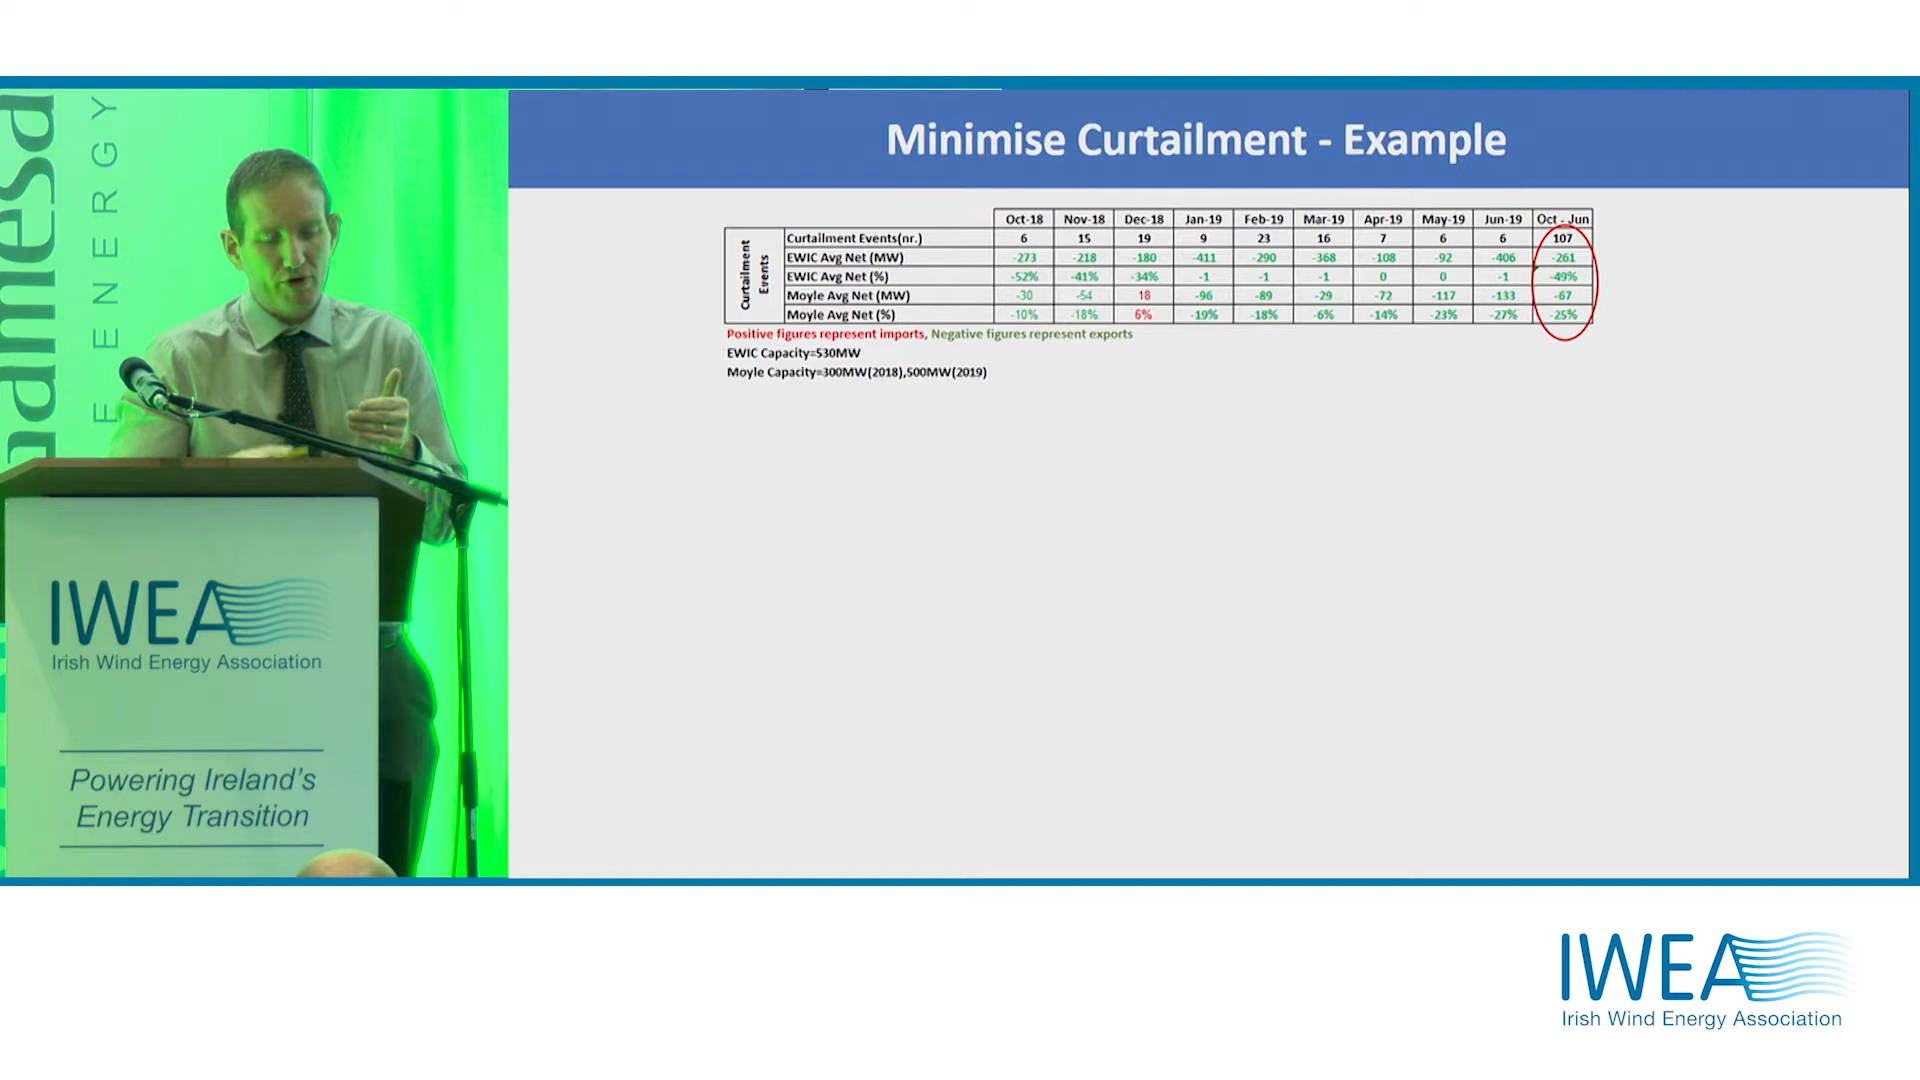 amesa
ENERGY
Minimise Curtailment - Example
Oct-18 Nov-18 Dec-18 Jan-19 Feb-19 Mar-19 Apr-19 May-19 Jun-19 Oct - Jun
Curtailment Events
Curtailment Events(nr.) 6 15 19 9 23 16 7 6 6 107
EWIC Avg Net (MW) -273 -218 -180 -411 -290 -368 -108 -92 -406 -261
EWIC Avg Net (%) -52% -41% -34% -1 -1 -1 0 0 -1 -49%
Moyle Avg Net (MW) -30 -54 18 -96 -89 -29 -72 -117 -133 -67
Moyle Avg Net (%) -10% -18% 6% -19% -18% -6% -14% -23% -27% -25%
Positive figures represent imports, Negative figures represent exports
EWIC Capacity=530MW
Moyle Capacity=300MW(2018),500MW(2019)
IWEA
Irish Wind Energy Association
Powering Ireland's
Energy Transition
IWEA
Irish Wind Energy Association